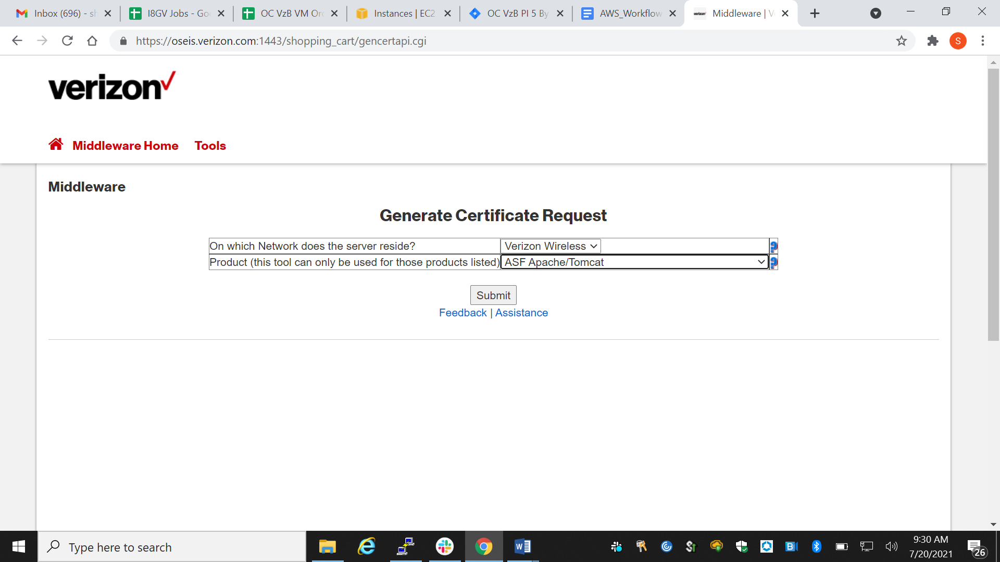 Inbox (696) - sh
I8GV Jobs - Goo
OC VzB VM Ord
Instances | EC2
OC VzB PI 5 By
AWS_Workflow
Middleware | Ve
https://oseis.verizon.com:1443/shopping_cart/gencertapi.cgi
S
verizon
Middleware Home Tools
Middleware
Generate Certificate Request
On which Network does the server reside? Verizon Wireless
Product (this tool can only be used for those products listed) ASF Apache/Tomcat
Submit
Feedback | Assistance
Type here to search
9:30 AM
7/20/2021
26